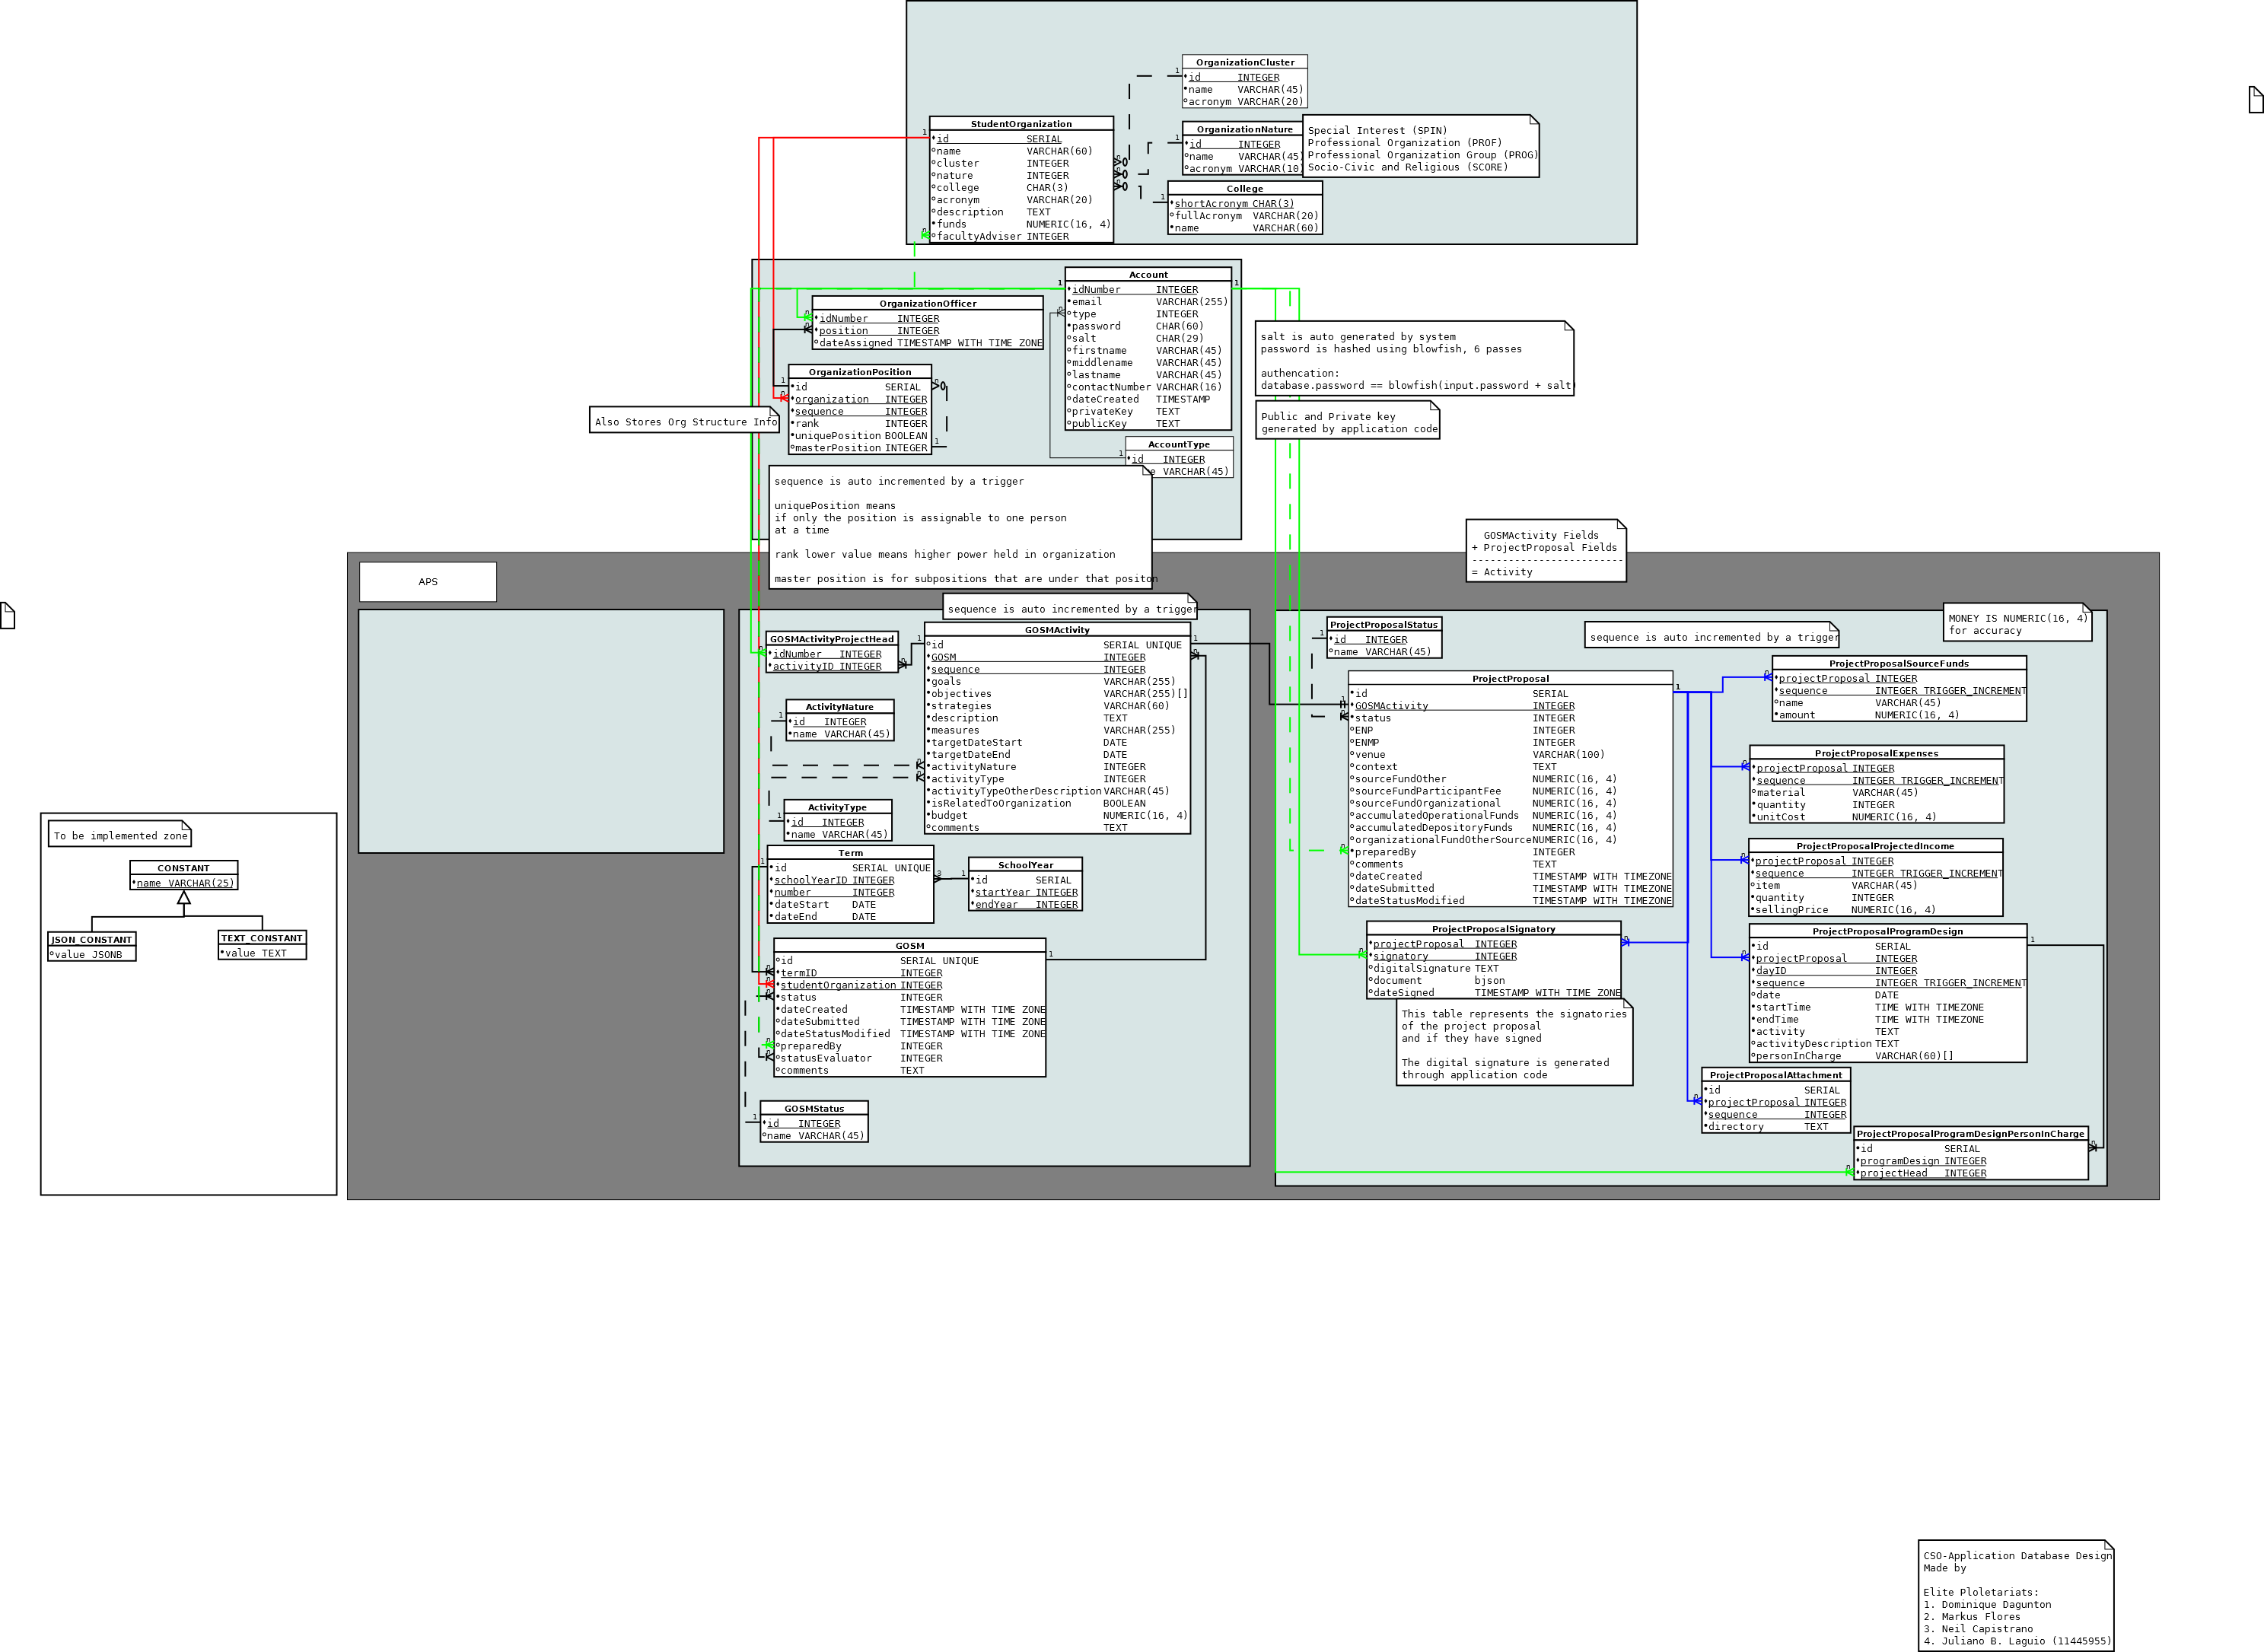 OrganizationCluster
id INTEGER
name VARCHAR(45)
acronym VARCHAR(20)
StudentOrganization
id SERIAL
name VARCHAR(60)
cluster INTEGER
nature INTEGER
college CHAR(3)
acronym VARCHAR(20)
description TEXT
funds NUMERIC(16, 4)
facultyAdviser INTEGER
OrganizationNature
id INTEGER
name VARCHAR(45)
acronym VARCHAR(10)
Special Interest (SPIN)
Professional Organization (PROF)
Professional Organization Group (PROG)
Socio-Civic and Religious (SCORE)
College
shortAcronym CHAR(3)
fullAcronym VARCHAR(20)
name VARCHAR(60)
Account
idNumber INTEGER
email VARCHAR(255)
type INTEGER
password CHAR(60)
salt CHAR(29)
firstname VARCHAR(45)
middlename VARCHAR(45)
lastname VARCHAR(45)
contactNumber VARCHAR(16)
dateCreated TIMESTAMP
privateKey TEXT
publicKey TEXT
OrganizationOfficer
idNumber INTEGER
position INTEGER
dateAssigned TIMESTAMP WITH TIME ZONE
OrganizationPosition
id SERIAL
organization INTEGER
sequence INTEGER
rank INTEGER
uniquePosition BOOLEAN
masterPosition INTEGER
Also Stores Org Structure Info
AccountType
id INTEGER
VARCHAR(45)
salt is auto generated by system
password is hashed using blowfish, 6 passes
authencation:
database.password == blowfish(input.password + salt)
Public and Private key
generated by application code
sequence is auto incremented by a trigger
uniquePosition means
if only the position is assignable to one person
at a time
rank lower value means higher power held in organization
master position is for subpositions that are under that positon
GOSMActivity Fields
+ ProjectProposal Fields
-------------------------
= Activity
APS
sequence is auto incremented by a trigger
GOSMActivityProjectHead
idNumber INTEGER
activityID INTEGER
GOSMActivity
id SERIAL UNIQUE
GOSM INTEGER
sequence INTEGER
goals VARCHAR(255)
objectives VARCHAR(255)[]
strategies VARCHAR(60)
description TEXT
measures VARCHAR(255)
targetDateStart DATE
targetDateEnd DATE
activityNature INTEGER
activityType INTEGER
activityTypeOtherDescription VARCHAR(45)
isRelatedToOrganization BOOLEAN
budget NUMERIC(16, 4)
comments TEXT
ActivityNature
id INTEGER
name VARCHAR(45)
ActivityType
id INTEGER
name VARCHAR(45)
Term
id SERIAL UNIQUE
schoolYearID INTEGER
number INTEGER
dateStart DATE
dateEnd DATE
SchoolYear
id SERIAL
startYear INTEGER
endYear INTEGER
GOSM
id SERIAL UNIQUE
termID INTEGER
studentOrganization INTEGER
status INTEGER
dateCreated TIMESTAMP WITH TIME ZONE
dateSubmitted TIMESTAMP WITH TIME ZONE
dateStatusModified TIMESTAMP WITH TIME ZONE
preparedBy INTEGER
statusEvaluator INTEGER
comments TEXT
GOSMStatus
id INTEGER
name VARCHAR(45)
ProjectProposalStatus
id INTEGER
name VARCHAR(45)
sequence is auto incremented by a trigger
MONEY IS NUMERIC(16, 4)
for accuracy
ProjectProposal
id SERIAL
GOSMActivity INTEGER
status INTEGER
ENP INTEGER
ENMP INTEGER
venue VARCHAR(100)
context TEXT
sourceFundOther NUMERIC(16, 4)
sourceFundParticipantFee NUMERIC(16, 4)
sourceFundOrganizational NUMERIC(16, 4)
accumulatedOperationalFunds NUMERIC(16, 4)
accumulatedDepositoryFunds NUMERIC(16, 4)
organizationalFundOtherSource NUMERIC(16, 4)
preparedBy INTEGER
comments TEXT
dateCreated TIMESTAMP WITH TIMEZONE
dateSubmitted TIMESTAMP WITH TIMEZONE
dateStatusModified TIMESTAMP WITH TIMEZONE
ProjectProposalSignatory
projectProposal INTEGER
signatory INTEGER
digitalSignature TEXT
document bjson
dateSigned TIMESTAMP WITH TIME ZONE
This table represents the signatories
of the project proposal
and if they have signed
The digital signature is generated
through application code
ProjectProposalSourceFunds
projectProposal INTEGER
sequence INTEGER TRIGGER_INCREMENT
name VARCHAR(45)
amount NUMERIC(16, 4)
ProjectProposalExpenses
projectProposal INTEGER
sequence INTEGER TRIGGER_INCREMENT
material VARCHAR(45)
quantity INTEGER
unitCost NUMERIC(16, 4)
ProjectProposalProjectedIncome
projectProposal INTEGER
sequence INTEGER TRIGGER_INCREMENT
item VARCHAR(45)
quantity INTEGER
sellingPrice NUMERIC(16, 4)
ProjectProposalProgramDesign
id SERIAL
projectProposal INTEGER
dayID INTEGER
sequence INTEGER TRIGGER_INCREMENT
date DATE
startTime TIME WITH TIMEZONE
endTime TIME WITH TIMEZONE
activity TEXT
activityDescription TEXT
personInCharge VARCHAR(60)[]
ProjectProposalAttachment
id SERIAL
projectProposal INTEGER
sequence INTEGER
directory TEXT
ProjectProposalProgramDesignPersonInCharge
id SERIAL
programDesign INTEGER
projectHead INTEGER
To be implemented zone
CONSTANT
name VARCHAR(25)
JSON_CONSTANT
value JSONB
TEXT_CONSTANT
value TEXT
CSO-Application Database Design
Made by
Elite Ploletariats:
1. Dominique Dagunton
2. Markus Flores
3. Neil Capistrano
4. Juliano B. Laguio (11445955)